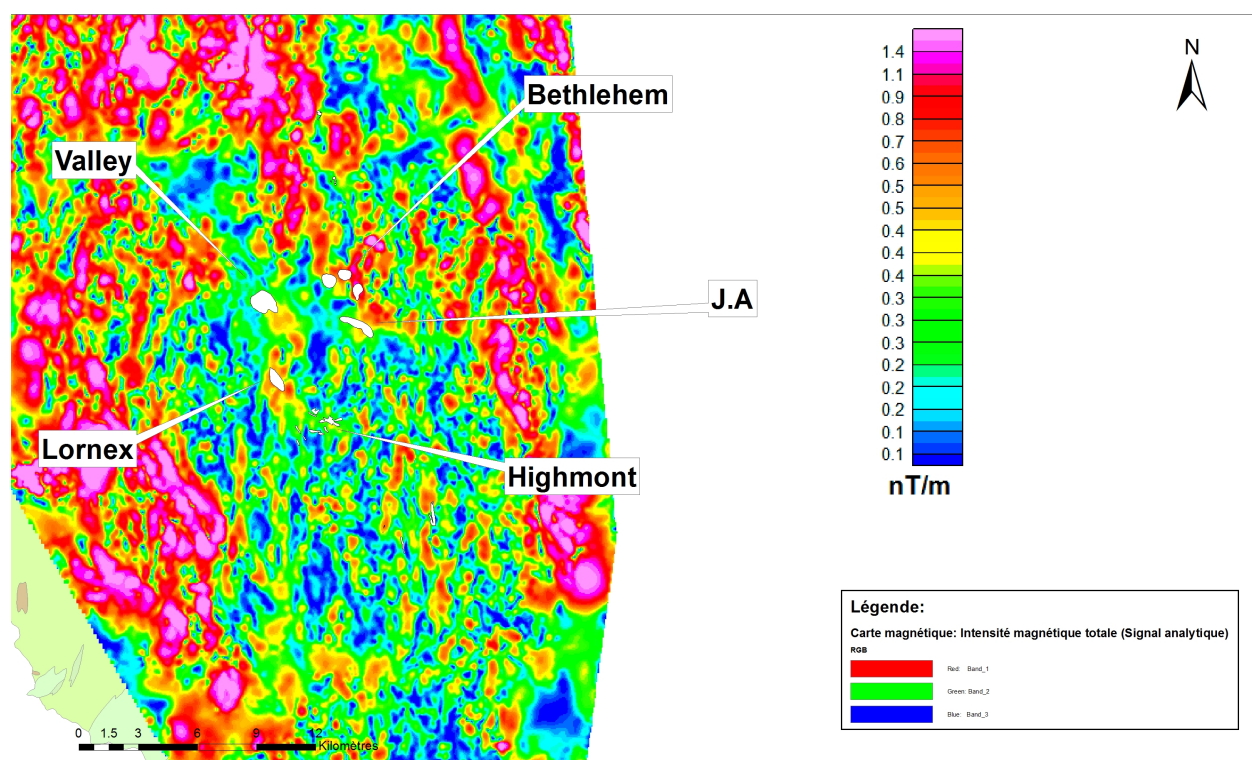 Bethlehem
Valley
J.A
Lornex
Highmont
1.4
1.1
0.9
0.8
0.7
0.6
0.5
0.5
0.4
0.4
0.4
0.3
0.3
0.3
0.2
0.2
0.2
0.1
0.1
nT/m
N
Légende:
Carte magnétique: Intensité magnétique totale (Signal analytique)
RGB
Red: Band_1
Green: Band_2
Blue: Band_3
0 1.5 3 6 9 12
Kilomètres